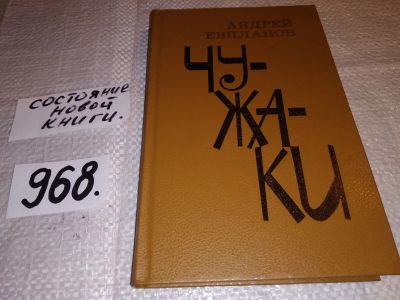 состояние
новой
книги.
968.
АНДРЕЙ
ЕВПЛАНОВ
ЧУ-
ЖА-
КИ